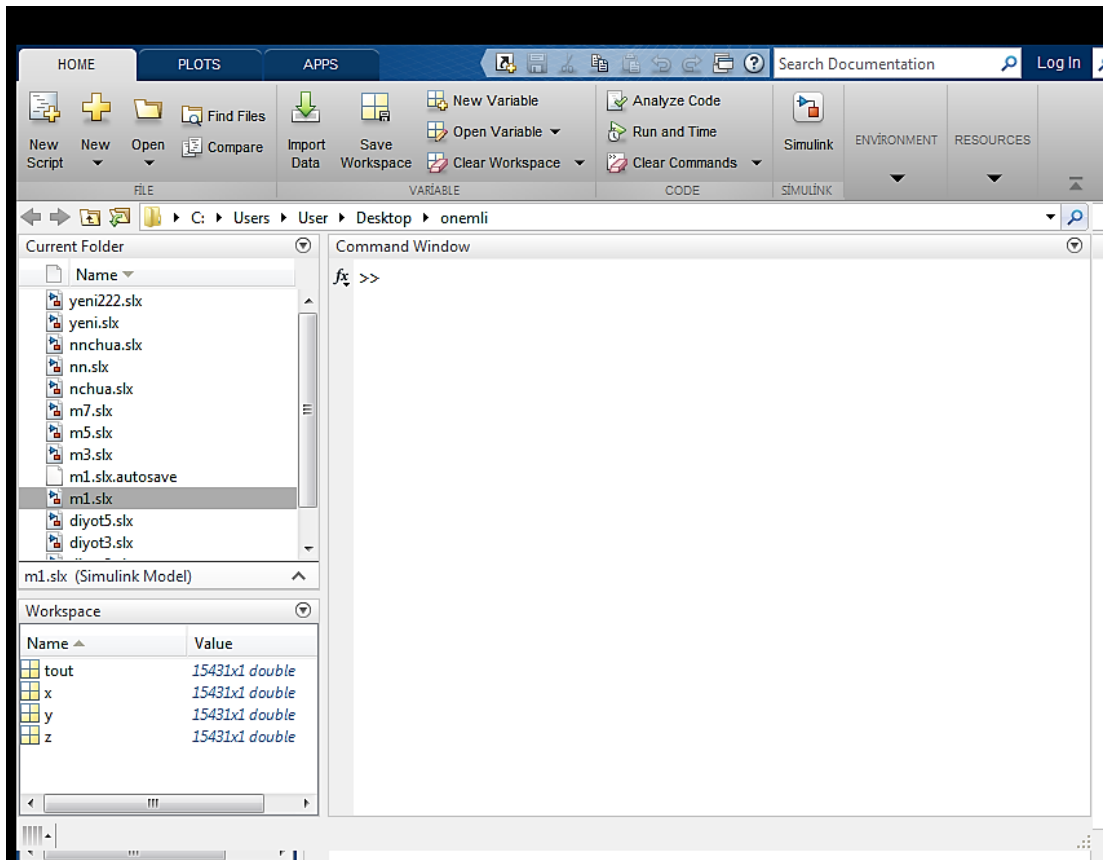 HOME PLOTS APPS Search Documentation Log In
New Script New Open Find Files Compare Import Data Save Workspace New Variable Open Variable Clear Workspace Analyze Code Run and Time Clear Commands Simulink ENVİRONMENT RESOURCES
FİLE VARİABLE CODE SİMULİNK
C: Users User Desktop onemli
Current Folder Command Window
Name
fx >>
yeni222.slx
yeni.slx
nnchua.slx
nn.slx
nchua.slx
m7.slx
m5.slx
m3.slx
m1.slx.autosave
m1.slx
diyot5.slx
diyot3.slx
m1.slx (Simulink Model)
Workspace
Name Value
tout 15431x1 double
x 15431x1 double
y 15431x1 double
z 15431x1 double